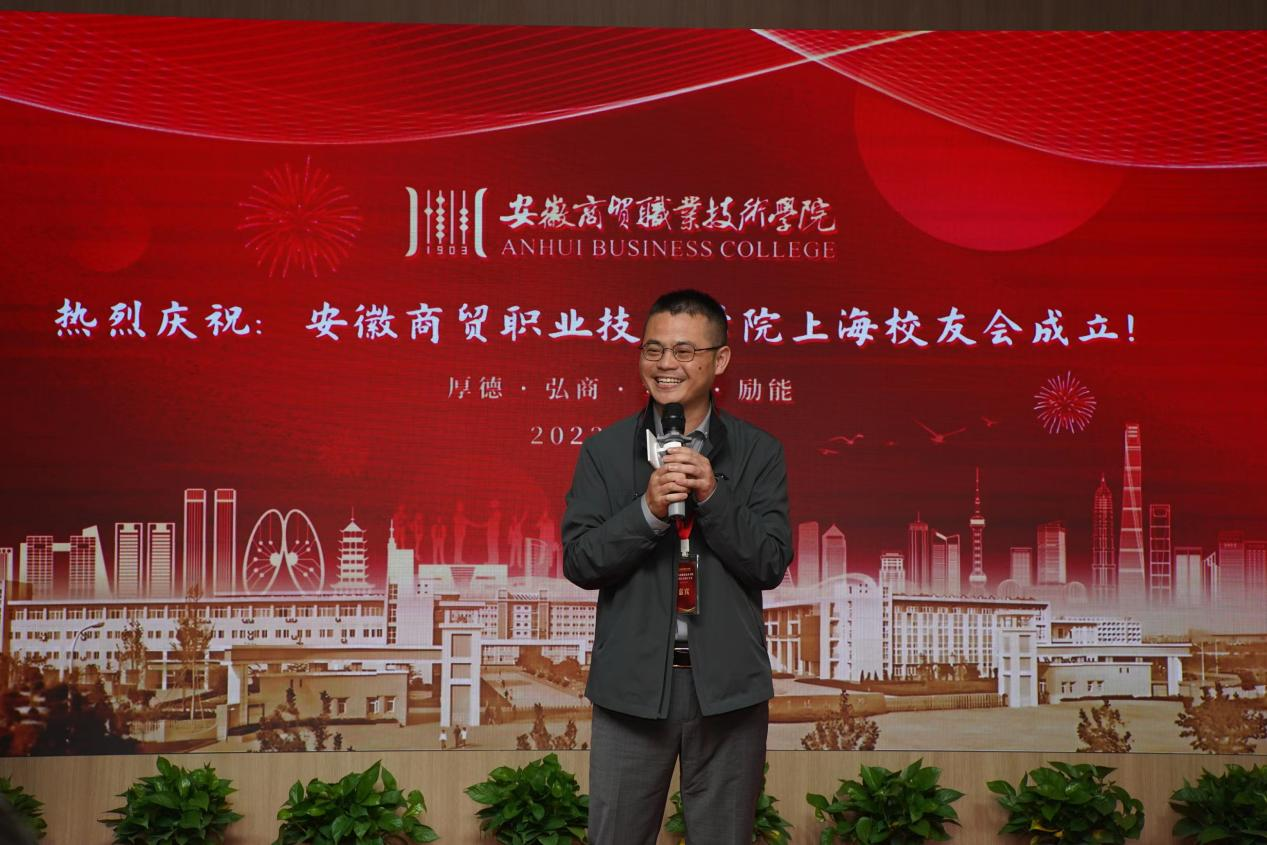 安徽商贸職業技術學院
1903
ANHUI BUSINESS COLLEGE
热烈庆祝： 安徽商贸职业技 院上海校友会成立！
厚德 · 弘商 · · 励能
202
嘉宾